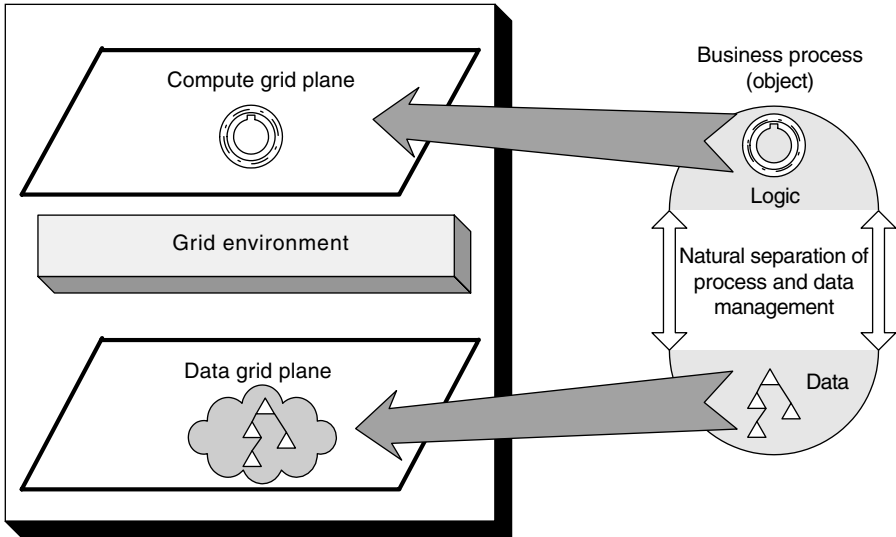 Compute grid plane
Grid environment
Data grid plane
Business process
(object)
Logic
Natural separation of
process and data
management
Data